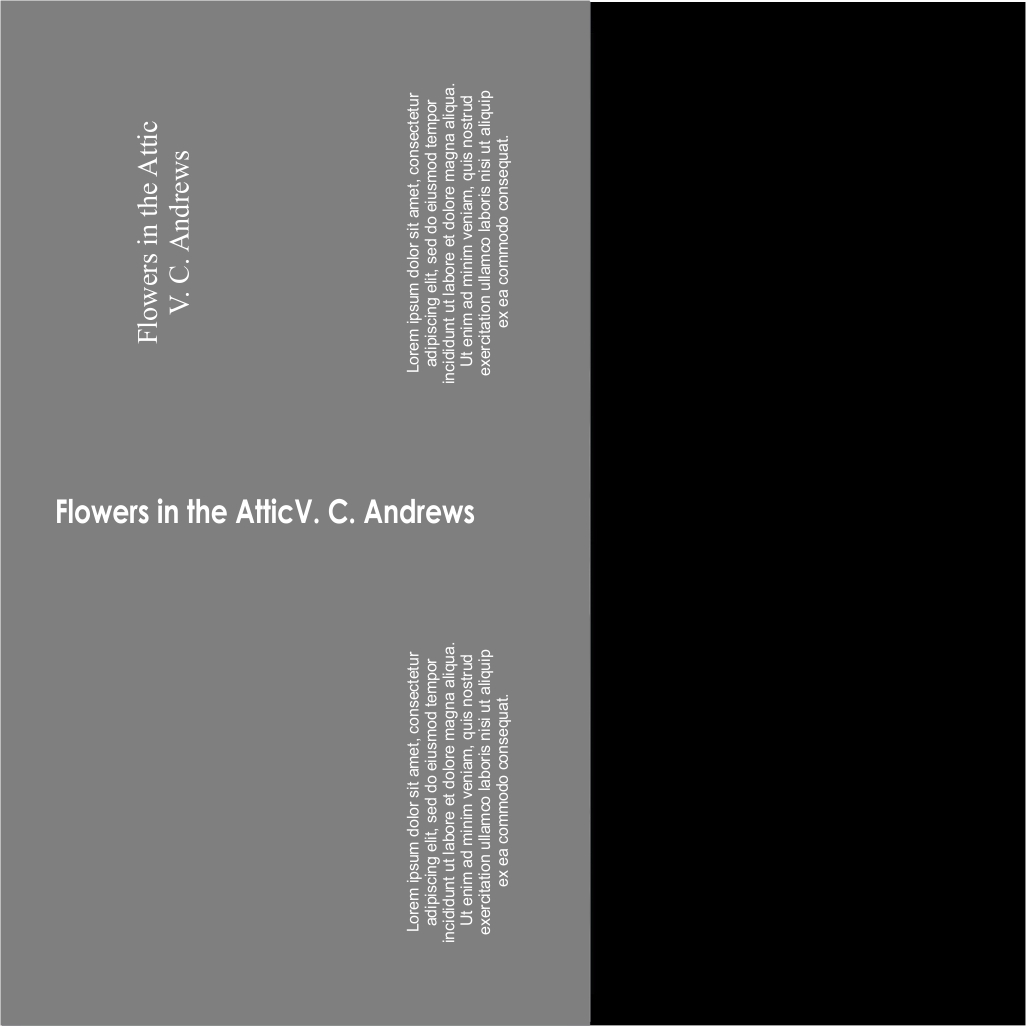 Flowers in the Attic
V. C. Andrews
Lorem ipsum dolor sit amet, consectetur
adipiscing elit, sed do eiusmod tempor
incididunt ut labore et dolore magna aliqua.
Ut enim ad minim veniam, quis nostrud
exercitation ullamco laboris nisi ut aliquip
ex ea commodo consequat.
Flowers in the AtticV. C. Andrews
Lorem ipsum dolor sit amet, consectetur
adipiscing elit, sed do eiusmod tempor
incididunt ut labore et dolore magna aliqua.
Ut enim ad minim veniam, quis nostrud
exercitation ullamco laboris nisi ut aliquip
ex ea commodo consequat.